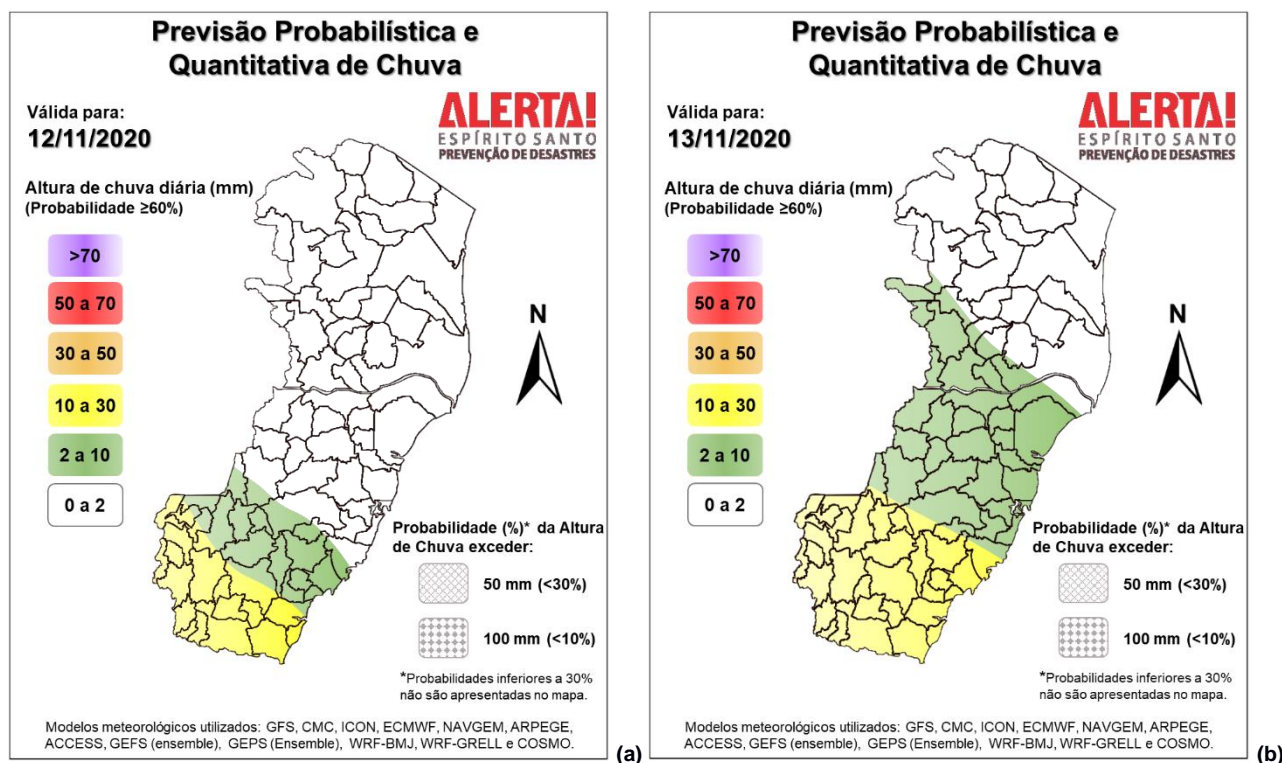 Previsão Probabilística e
Quantitativa de Chuva
Válida para:
12/11/2020
ALERTA!
ESPÍRITO SANTO
PREVENÇÃO DE DESASTRES
Altura de chuva diária (mm)
(Probabilidade ≥60%)
>70
50 a 70
30 a 50
10 a 30
2 a 10
0 a 2
N
Probabilidade (%)* da Altura
de Chuva exceder:
50 mm (<30%)
100 mm (<10%)
*Probabilidades inferiores a 30%
não são apresentadas no mapa.
Modelos meteorológicos utilizados: GFS, CMC, ICON, ECMWF, NAVGEM, ARPEGE,
ACCESS, GEFS (ensemble), GEPS (Ensemble), WRF-BMJ, WRF-GRELL e COSMO.
(a)
Previsão Probabilística e
Quantitativa de Chuva
Válida para:
13/11/2020
ALERTA!
ESPÍRITO SANTO
PREVENÇÃO DE DESASTRES
Altura de chuva diária (mm)
(Probabilidade ≥60%)
>70
50 a 70
30 a 50
10 a 30
2 a 10
0 a 2
N
Probabilidade (%)* da Altura
de Chuva exceder:
50 mm (<30%)
100 mm (<10%)
*Probabilidades inferiores a 30%
não são apresentadas no mapa.
Modelos meteorológicos utilizados: GFS, CMC, ICON, ECMWF, NAVGEM, ARPEGE,
ACCESS, GEFS (ensemble), GEPS (Ensemble), WRF-BMJ, WRF-GRELL e COSMO.
(b)